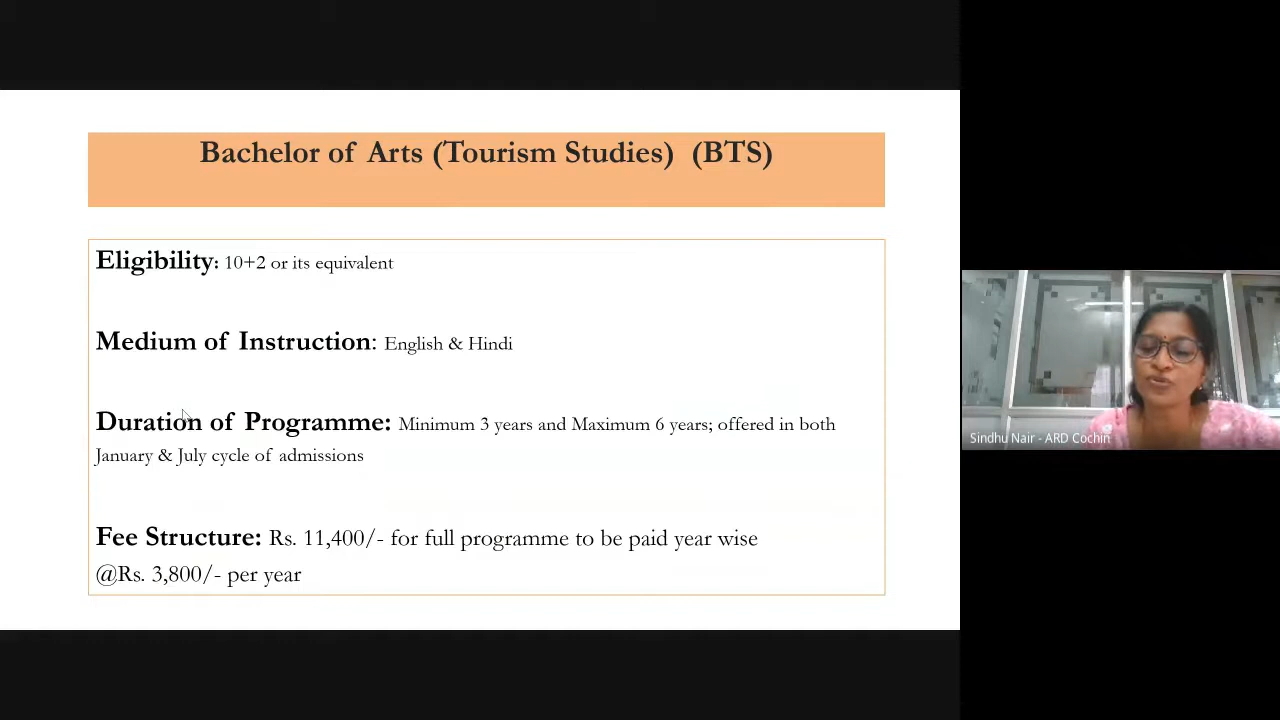 Bachelor of Arts (Tourism Studies)  (BTS)
Eligibility: 10+2 or its equivalent
Medium of Instruction: English & Hindi
Duration of Programme: Minimum 3 years and Maximum 6 years; offered in both
January & July cycle of admissions
Fee Structure: Rs. 11,400/- for full programme to be paid year wise
@Rs. 3,800/- per year
Sindhu Nair - ARD Cochin